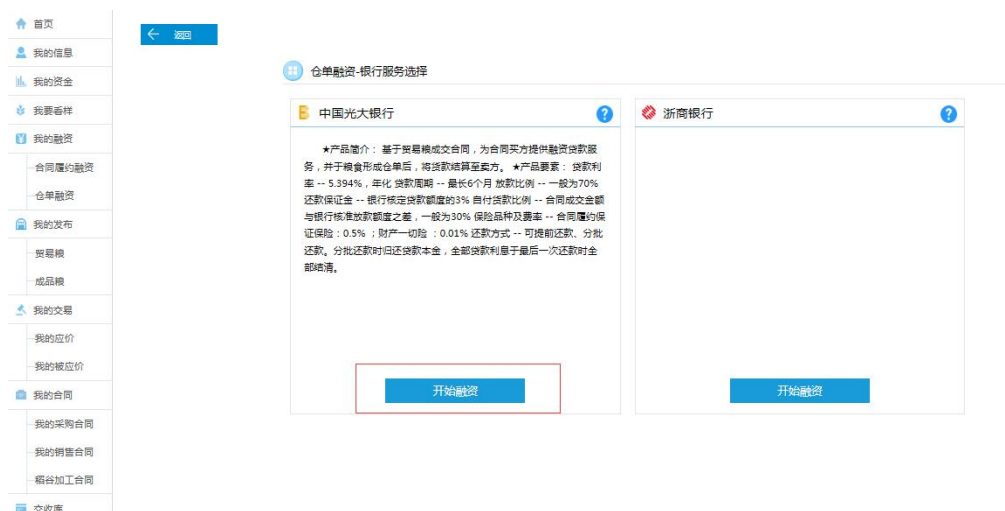 首页
我的信息
我的资金
我要看样
我的融资
合同履约融资
仓单融资
我的发布
贸易粮
成品粮
我的交易
我的应价
我的被应价
我的合同
我的采购合同
我的销售合同
稻谷加工合同
交收库
返回
仓单融资-银行服务选择
中国光大银行
★产品简介： 基于贸易粮成交合同，为合同买方提供融资贷款服
务，并于粮食形成仓单后，将货款结算至卖方。 ★产品要素： 贷款利
率 -- 5.394%，年化 贷款周期 -- 最长6个月 放款比例 -- 一般为70%
还款保证金 -- 银行核定贷款额度的3% 自付货款比例 -- 合同成交金额
与银行核准放款额度之差，一般为30% 保险品种及费率 -- 合同履约保
证保险：0.5% ；财产一切险 ：0.01% 还款方式 -- 可提前还款、分批
还款。分批还款时归还贷款本金，全部贷款利息于最后一次还款时全
部结清。
开始融资
浙商银行
开始融资